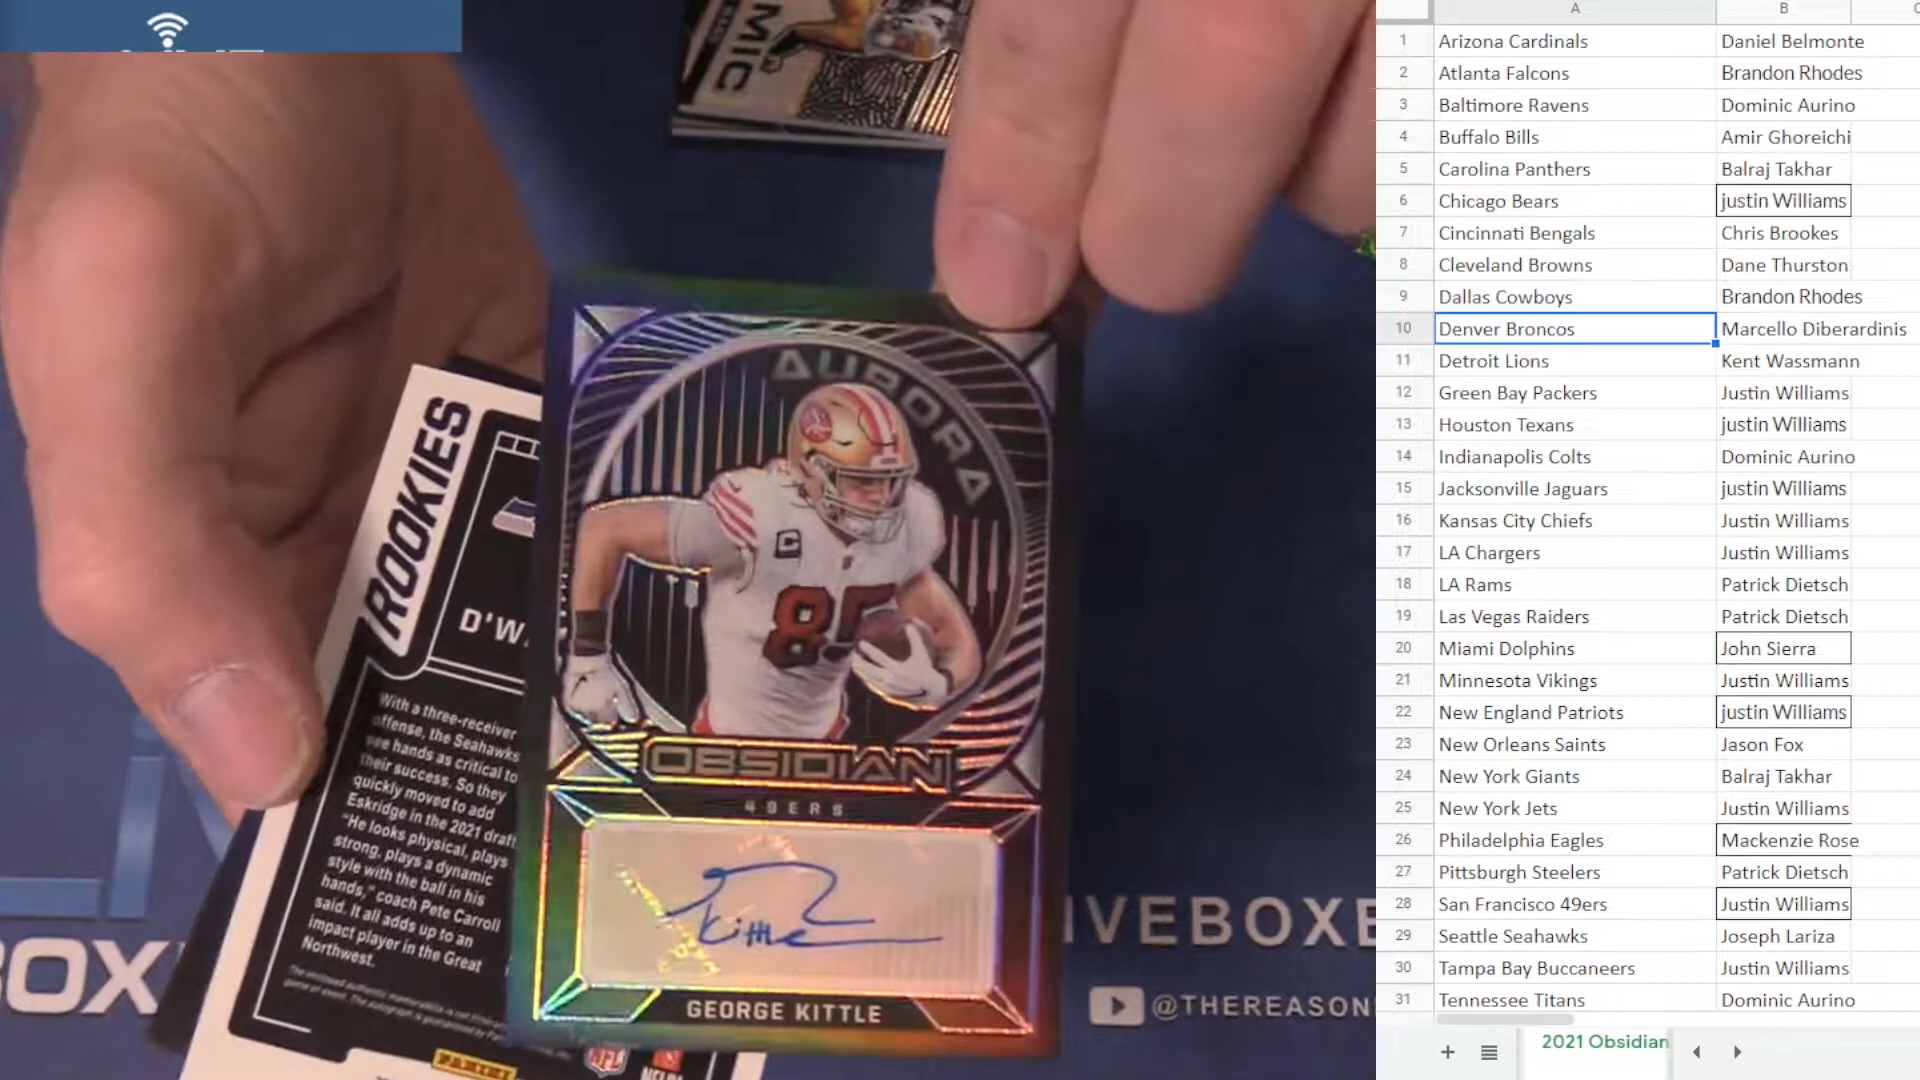 MIC
AURORA
C
85
OBSIDIAN
49ERS
Kittle
GEORGE KITTLE
ROOKIES
D'W
With a three-receiver
offense, the Seahawks
see hands as critical to
their success. So they
quickly moved to add
Eskridge in the 2021 draft.
"He looks physical, plays
strong, plays a dynamic
style with the ball in his
hands," coach Pete Carroll
said. It all adds up to an
impact player in the Great
Northwest.
PANINI
NFL
NFLPA
BOX
IVEBOXE
@THEREASON
A B C
1 Arizona Cardinals Daniel Belmonte
2 Atlanta Falcons Brandon Rhodes
3 Baltimore Ravens Dominic Aurino
4 Buffalo Bills Amir Ghoreichi
5 Carolina Panthers Balraj Takhar
6 Chicago Bears justin Williams
7 Cincinnati Bengals Chris Brookes
8 Cleveland Browns Dane Thurston
9 Dallas Cowboys Brandon Rhodes
10 Denver Broncos Marcello Diberardinis
11 Detroit Lions Kent Wassmann
12 Green Bay Packers Justin Williams
13 Houston Texans justin Williams
14 Indianapolis Colts Dominic Aurino
15 Jacksonville Jaguars justin Williams
16 Kansas City Chiefs Justin Williams
17 LA Chargers Justin Williams
18 LA Rams Patrick Dietsch
19 Las Vegas Raiders Patrick Dietsch
20 Miami Dolphins John Sierra
21 Minnesota Vikings Justin Williams
22 New England Patriots justin Williams
23 New Orleans Saints Jason Fox
24 New York Giants Balraj Takhar
25 New York Jets Justin Williams
26 Philadelphia Eagles Mackenzie Rose
27 Pittsburgh Steelers Patrick Dietsch
28 San Francisco 49ers Justin Williams
29 Seattle Seahawks Joseph Lariza
30 Tampa Bay Buccaneers Justin Williams
31 Tennessee Titans Dominic Aurino
2021 Obsidian